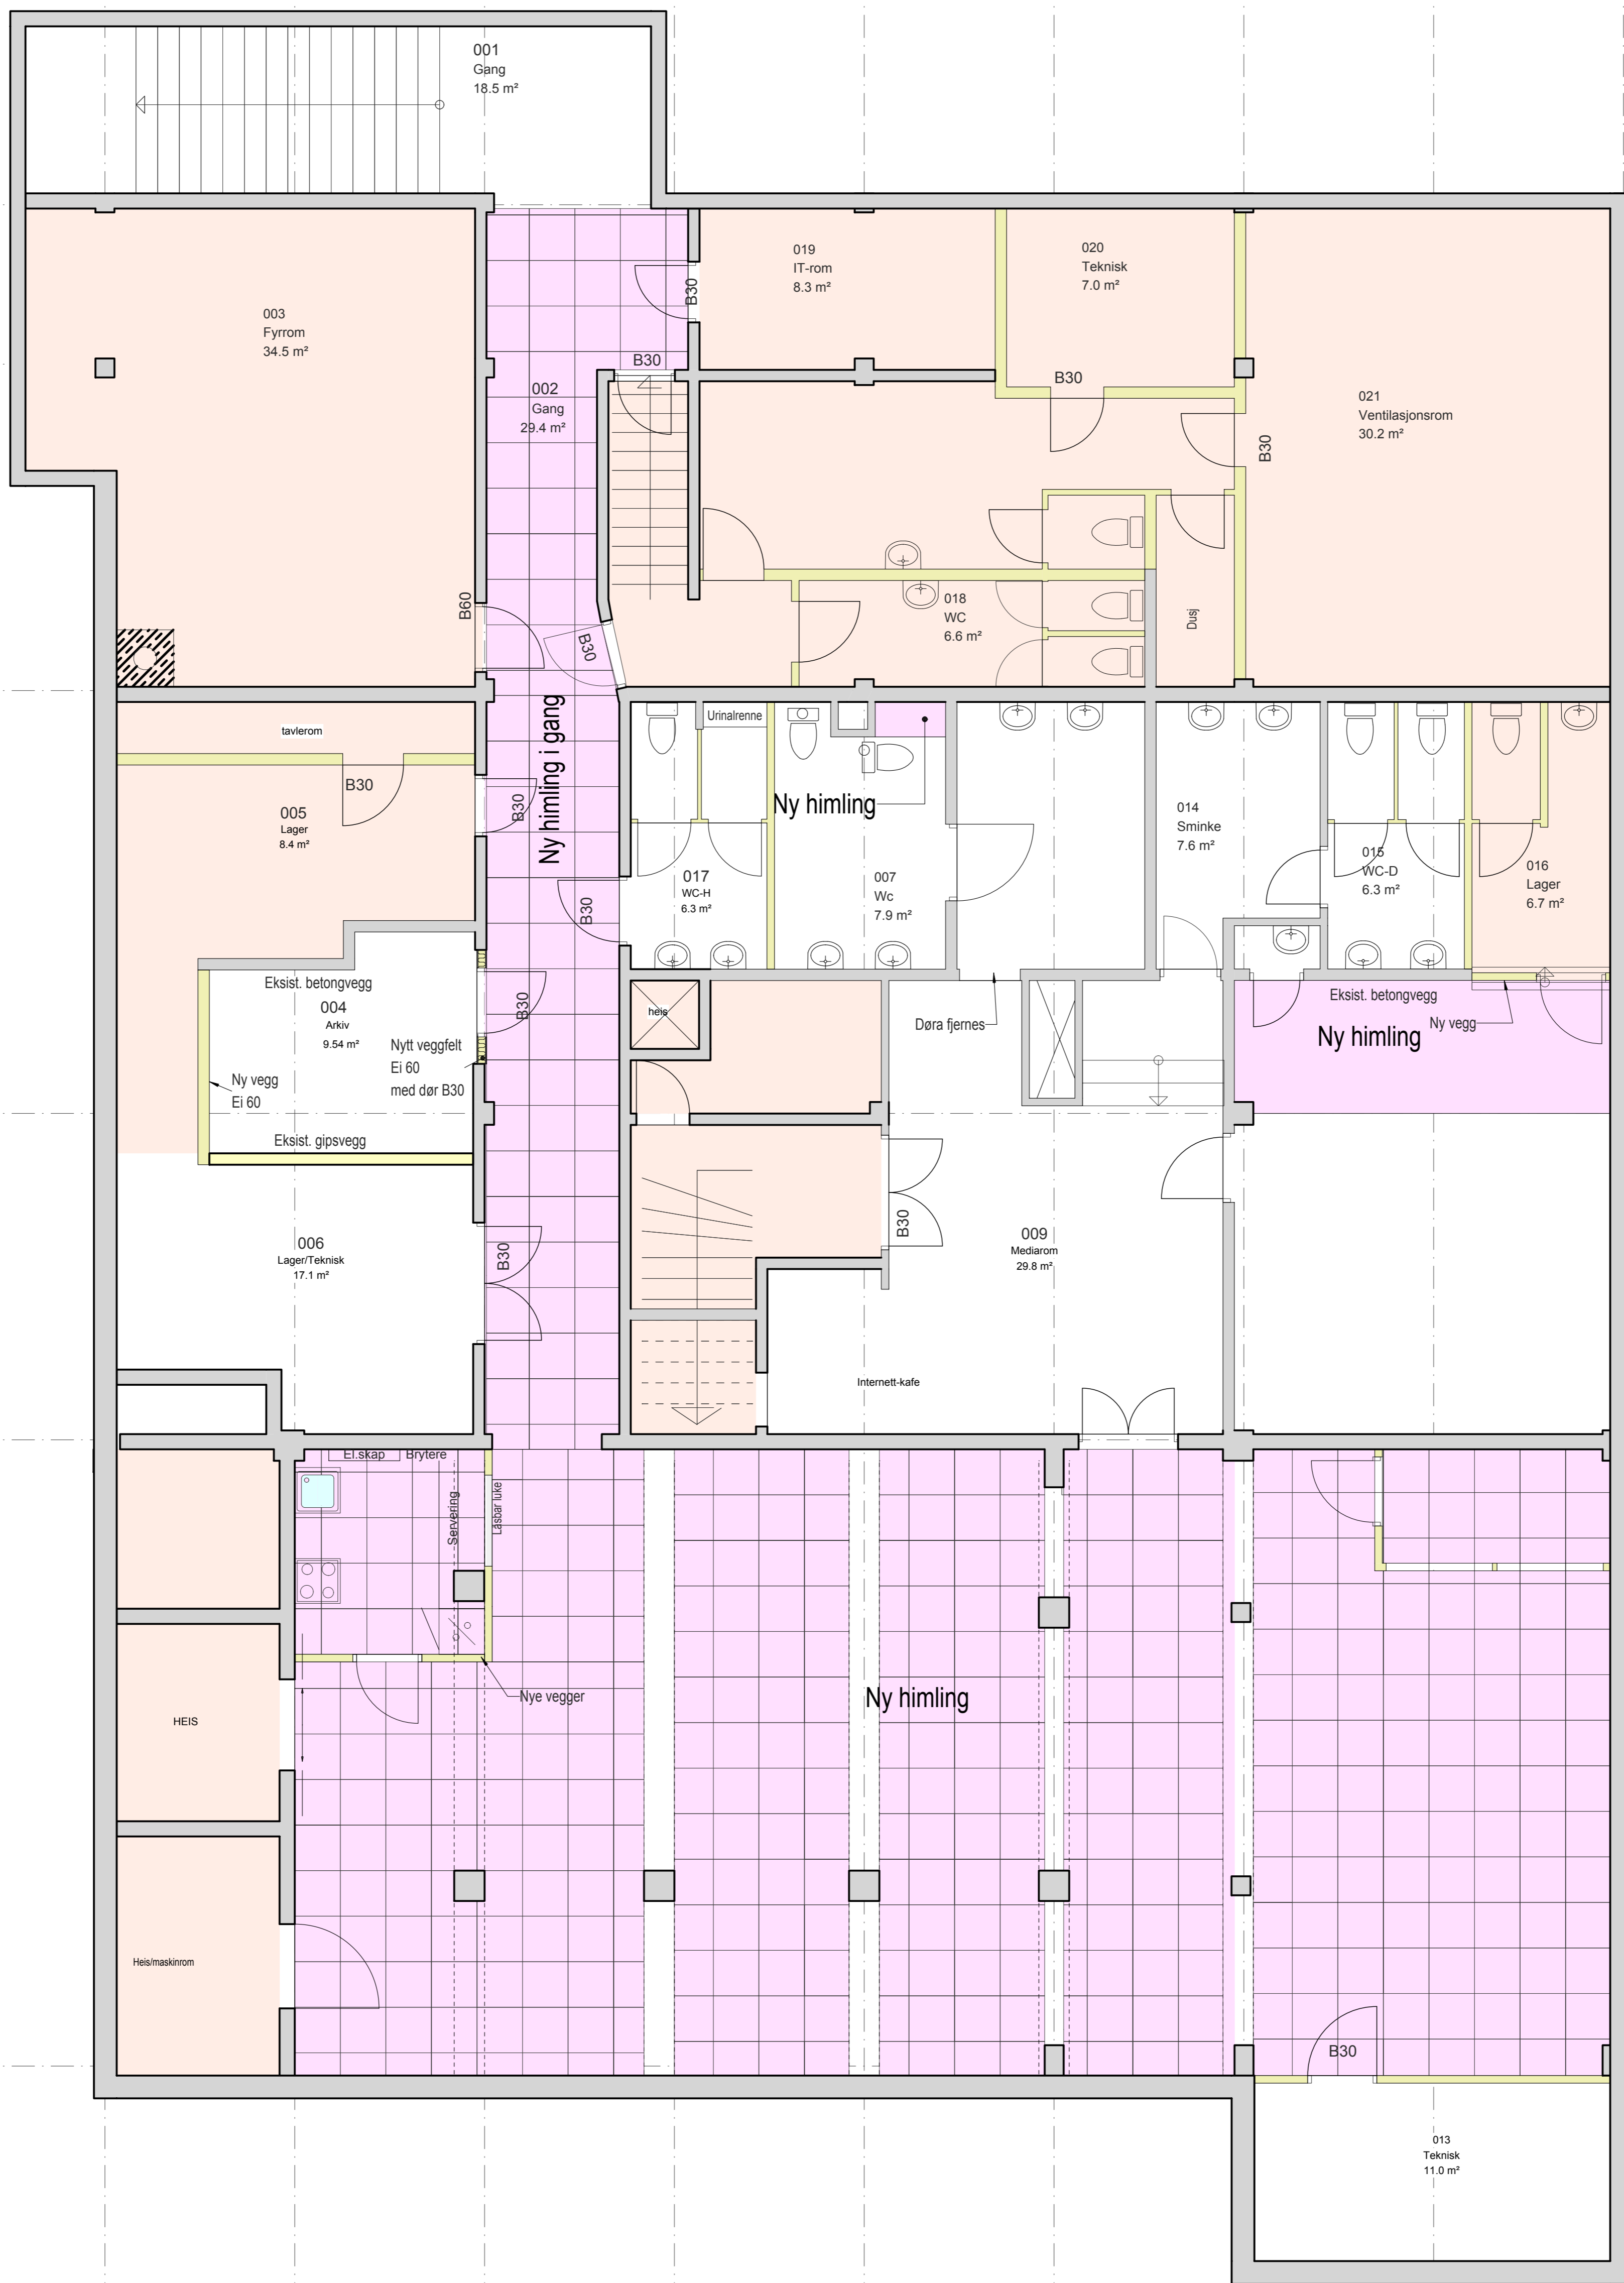 001
Gang
18.5 m²
019
IT-rom
8.3 m²
020
Teknisk
7.0 m²
003
Fyrrom
34.5 m²
B30
B30
002
Gang
29.4 m²
B30
021
Ventilasjonsrom
30.2 m²
B30
B60
B30
018
WC
6.6 m²
Dusj
Ny himling i gang
tavlerom
B30
005
Lager
8.4 m²
B30
Urinalrenne
Ny himling
017
WC-H
6.3 m²
B30
007
Wc
7.9 m²
014
Sminke
7.6 m²
015
WC-D
6.3 m²
016
Lager
6.7 m²
Eksist. betongvegg
004
Arkiv
9.54 m²
B30
Nytt veggfelt
Ei 60
med dør B30
Ny vegg
Ei 60
Eksist. gipsvegg
heis
Døra fjernes
Eksist. betongvegg
Ny vegg
Ny himling
006
Lager/Teknisk
17.1 m²
B30
B30
009
Mediarom
29.8 m²
Internett-kafe
El.skap
Brytere
Servering
Låsbar luke
Nye vegger
Ny himling
HEIS
Heis/maskinrom
B30
013
Teknisk
11.0 m²